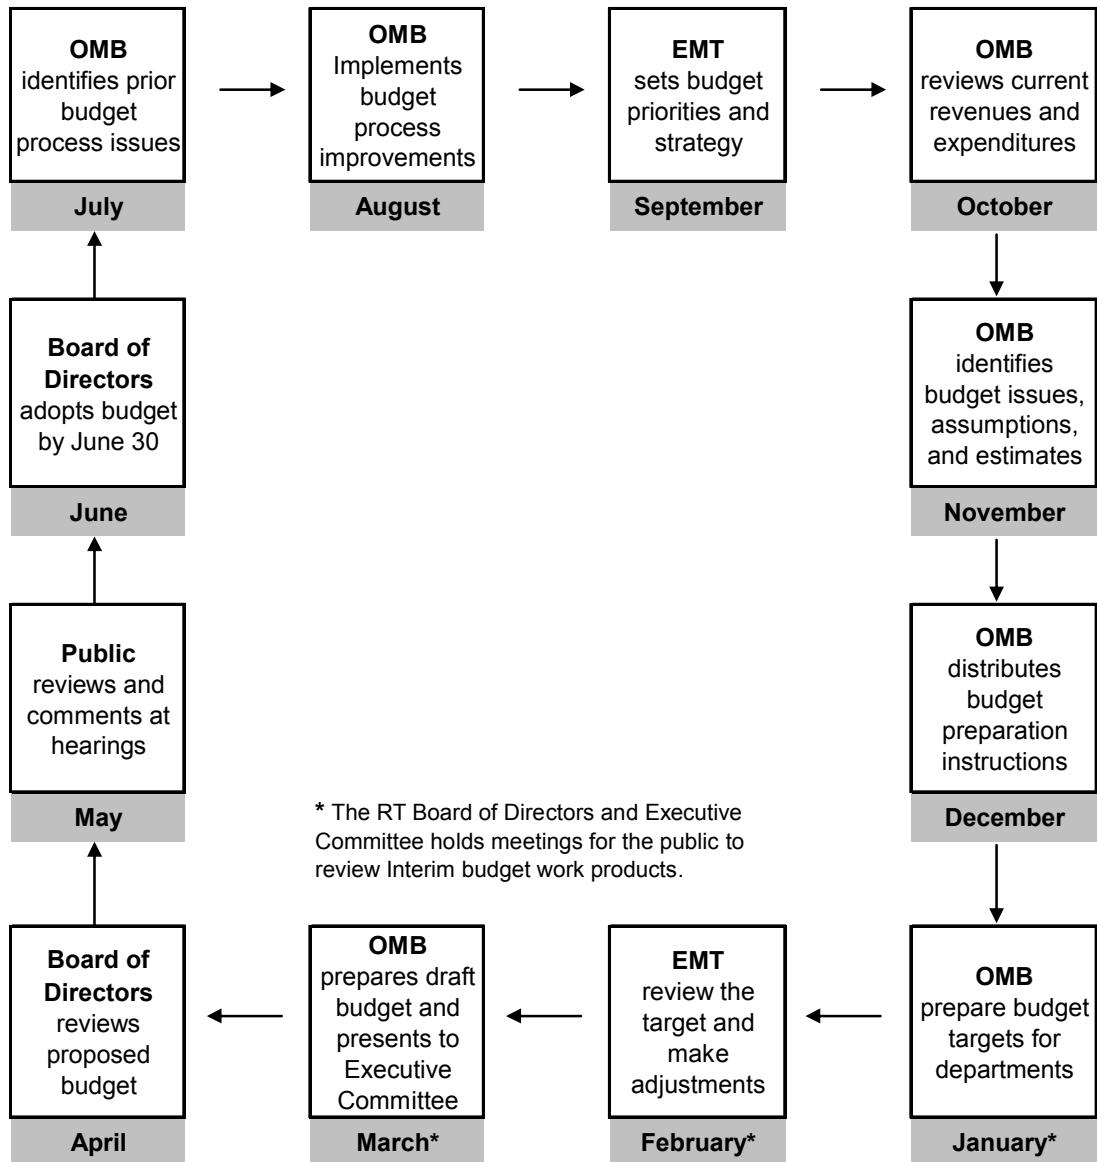 OMB
identifies prior
budget
process issues
July
OMB
Implements
budget
process
improvements
August
EMT
sets budget
priorities and
strategy
September
OMB
reviews current
revenues and
expenditures
October
Board of
Directors
adopts budget
by June 30
June
OMB
identifies
budget issues,
assumptions,
and estimates
November
Public
reviews and
comments at
hearings
May
OMB
distributes
budget
preparation
instructions
December
* The RT Board of Directors and Executive
Committee holds meetings for the public to
review Interim budget work products.
Board of
Directors
reviews
proposed
budget
April
OMB
prepares draft
budget and
presents to
Executive
Committee
March*
EMT
review the
target and
make
adjustments
February*
OMB
prepare budget
targets for
departments
January*